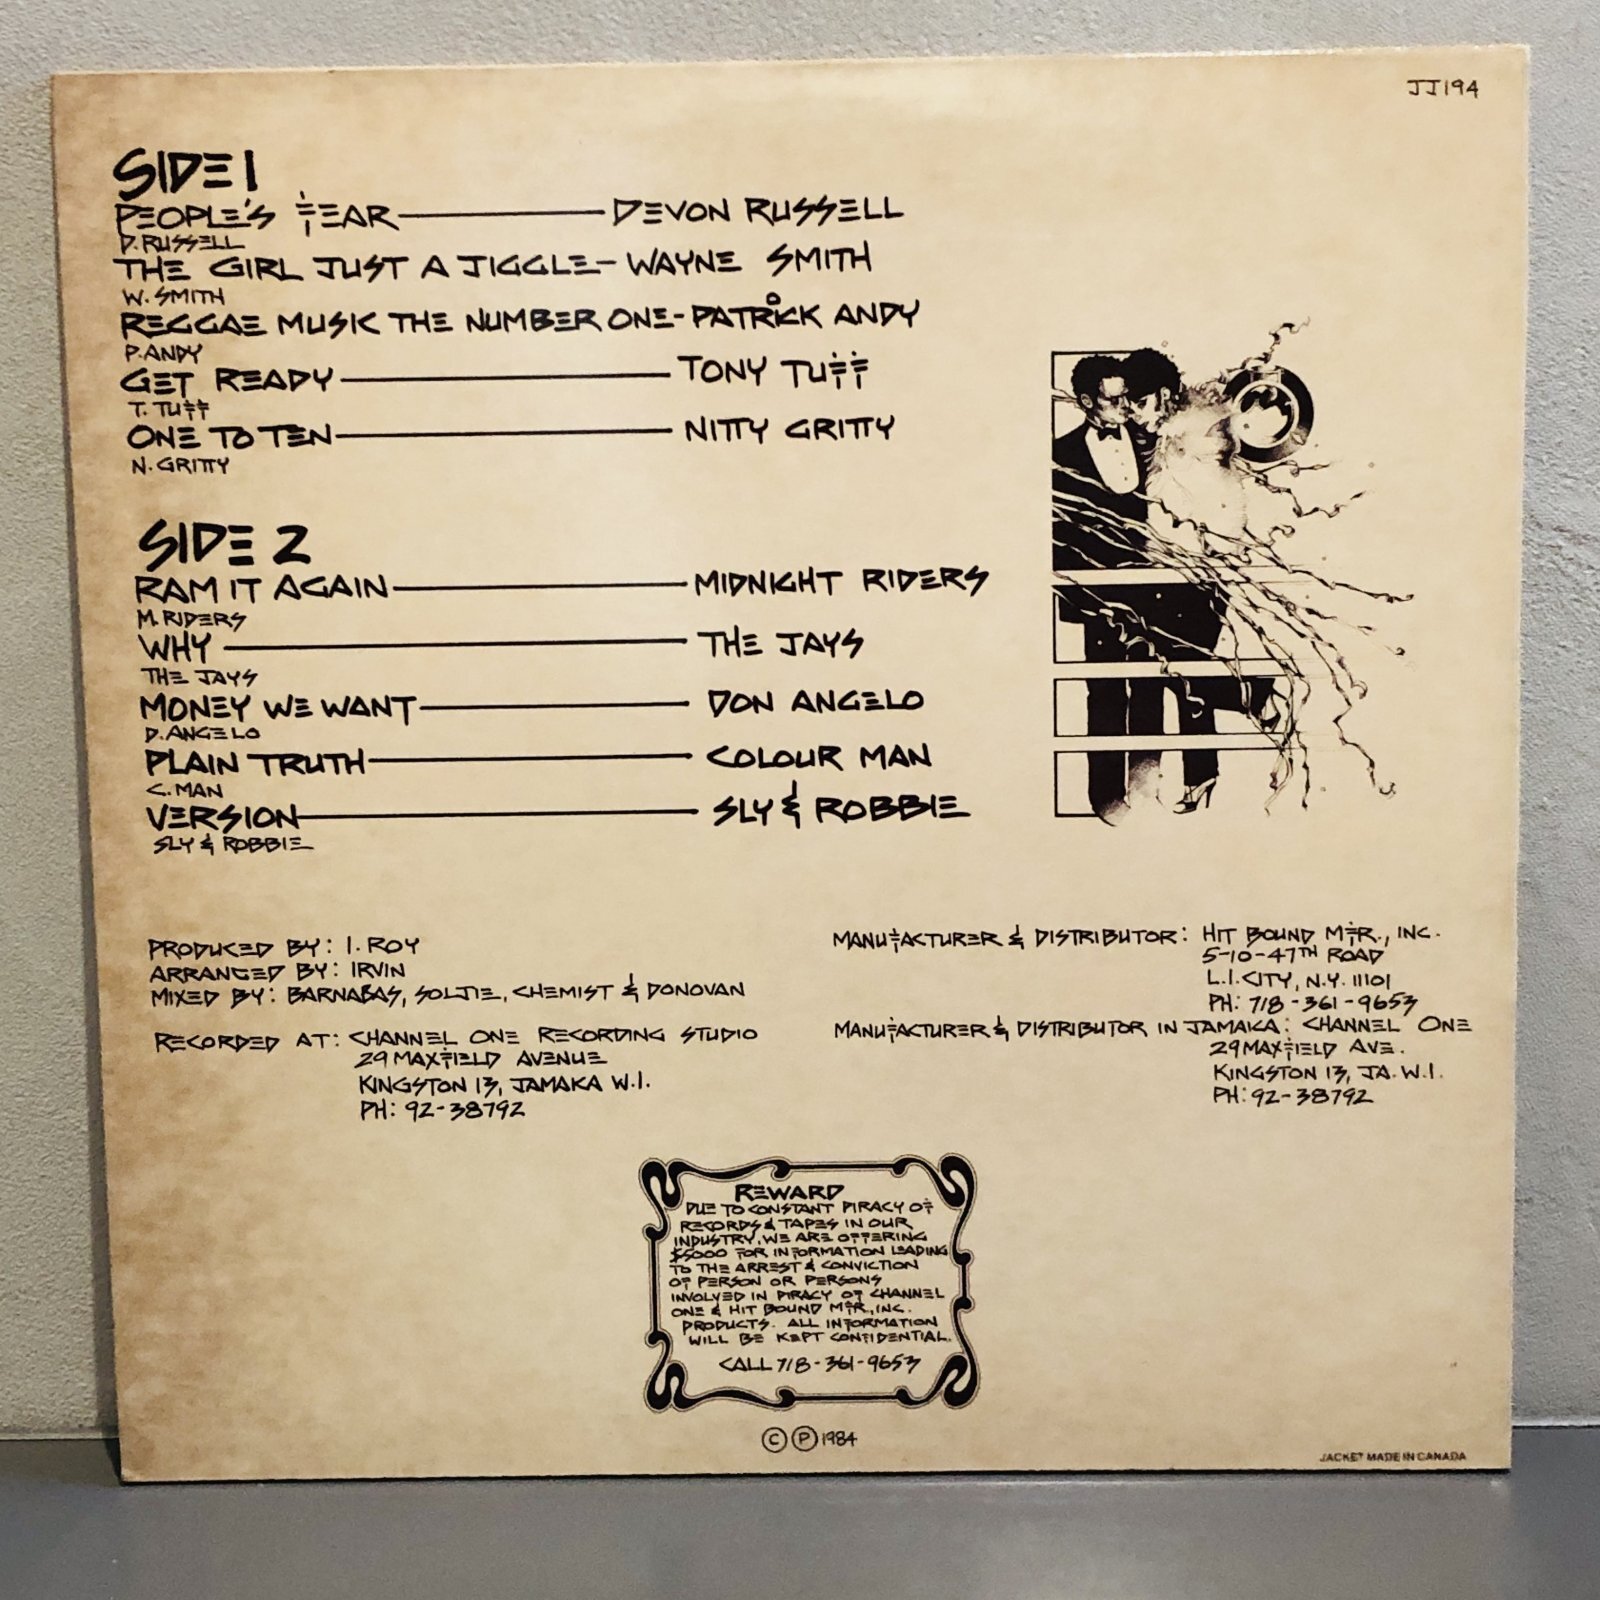 JJ194
SIDE 1
PEOPLE'S FEAR — DEVON RUSSELL
D. RUSSELL
THE GIRL JUST A JIGGLE - WAYNE SMITH
W. SMITH
REGGAE MUSIC THE NUMBER ONE - PATRICK ANDY
P. ANDY
GET READY — TONY TUFF
T. TUFF
ONE TO TEN — NITTY GRITTY
N. GRITTY
SIDE 2
RAM IT AGAIN — MIDNIGHT RIDERS
M. RIDERS
WHY — THE JAYS
THE JAYS
MONEY WE WANT — DON ANGELO
D. ANGELO
PLAIN TRUTH — COLOUR MAN
C. MAN
VERSION — SLY & ROBBIE
SLY & ROBBIE
PRODUCED BY: I. ROY
ARRANGED BY: IRVIN
MIXED BY: BARNABAS, SOLJIE, CHEMIST & DONOVAN
RECORDED AT: CHANNEL ONE RECORDING STUDIO
29 MAXFIELD AVENUE
KINGSTON 13, JAMAKA W.I.
PH: 92-38792
MANUFACTURER & DISTRIBUTOR: HIT BOUND MFR., INC.
5-10-47TH ROAD
L.I. CITY, N.Y. 11101
PH: 718-361-9653
MANUFACTURER & DISTRIBUTOR IN JAMAKA: CHANNEL ONE
29 MAXFIELD AVE.
KINGSTON 13, JA. W.I.
PH: 92-38792
REWARD
DUE TO CONSTANT PIRACY OF
RECORDS & TAPES IN OUR
INDUSTRY, WE ARE OFFERING
$5000 FOR INFORMATION LEADING
TO THE ARREST & CONVICTION
OF PERSON OR PERSONS
INVOLVED IN PIRACY OF CHANNEL
ONE & HIT BOUND MFR., INC.
PRODUCTS. ALL INFORMATION
WILL BE KEPT CONFIDENTIAL.
CALL 718-361-9653
Ⓒ Ⓟ 1984
JACKET MADE IN CANADA